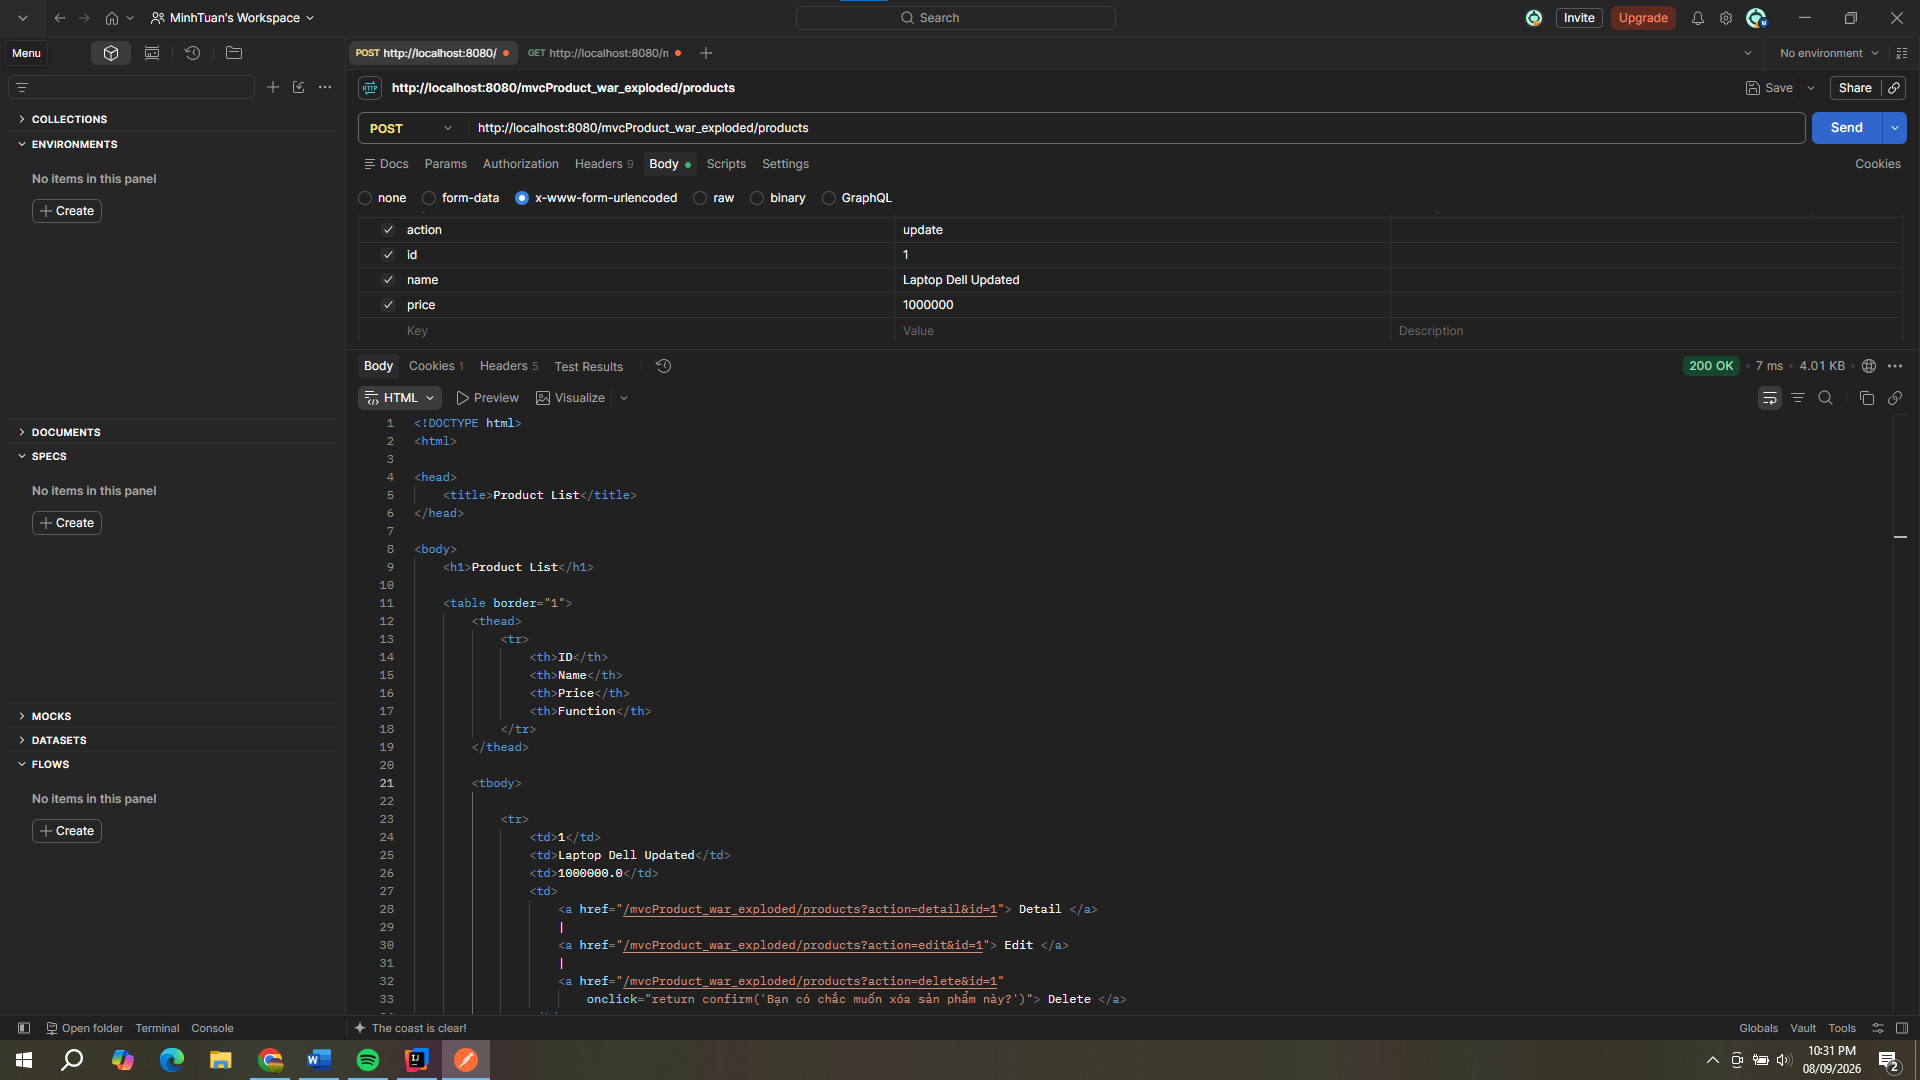 MinhTuan's Workspace
Search
Invite
Upgrade
Menu
POST http://localhost:8080/
GET http://localhost:8080/n
No environment
HTTP
http://localhost:8080/mvcProduct_war_exploded/products
Save
Share
POST
http://localhost:8080/mvcProduct_war_exploded/products
Send
Docs
Params
Authorization
Headers 9
Body
Scripts
Settings
Cookies
none
form-data
x-www-form-urlencoded
raw
binary
GraphQL
action update
id 1
name Laptop Dell Updated
price 1000000
Key Value Description
COLLECTIONS
ENVIRONMENTS
No items in this panel
Create
DOCUMENTS
SPECS
No items in this panel
Create
MOCKS
DATASETS
FLOWS
No items in this panel
Create
Body
Cookies 1
Headers 5
Test Results
200 OK
7 ms
4.01 KB
HTML
Preview
Visualize
1 <!DOCTYPE html>
2 <html>
3
4 <head>
5 <title>Product List</title>
6 </head>
7
8 <body>
9 <h1>Product List</h1>
10
11 <table border="1">
12 <thead>
13 <tr>
14 <th>ID</th>
15 <th>Name</th>
16 <th>Price</th>
17 <th>Function</th>
18 </tr>
19 </thead>
20
21 <tbody>
22
23 <tr>
24 <td>1</td>
25 <td>Laptop Dell Updated</td>
26 <td>1000000.0</td>
27 <td>
28 <a href="/mvcProduct_war_exploded/products?action=detail&id=1"> Detail </a>
29 |
30 <a href="/mvcProduct_war_exploded/products?action=edit&id=1"> Edit </a>
31 |
32 <a href="/mvcProduct_war_exploded/products?action=delete&id=1"
33 onclick="return confirm('Bạn có chắc muốn xóa sản phẩm này?')"> Delete </a>
Open folder
Terminal
Console
The coast is clear!
Globals
Vault
Tools
10:31 PM
08/09/2026
2